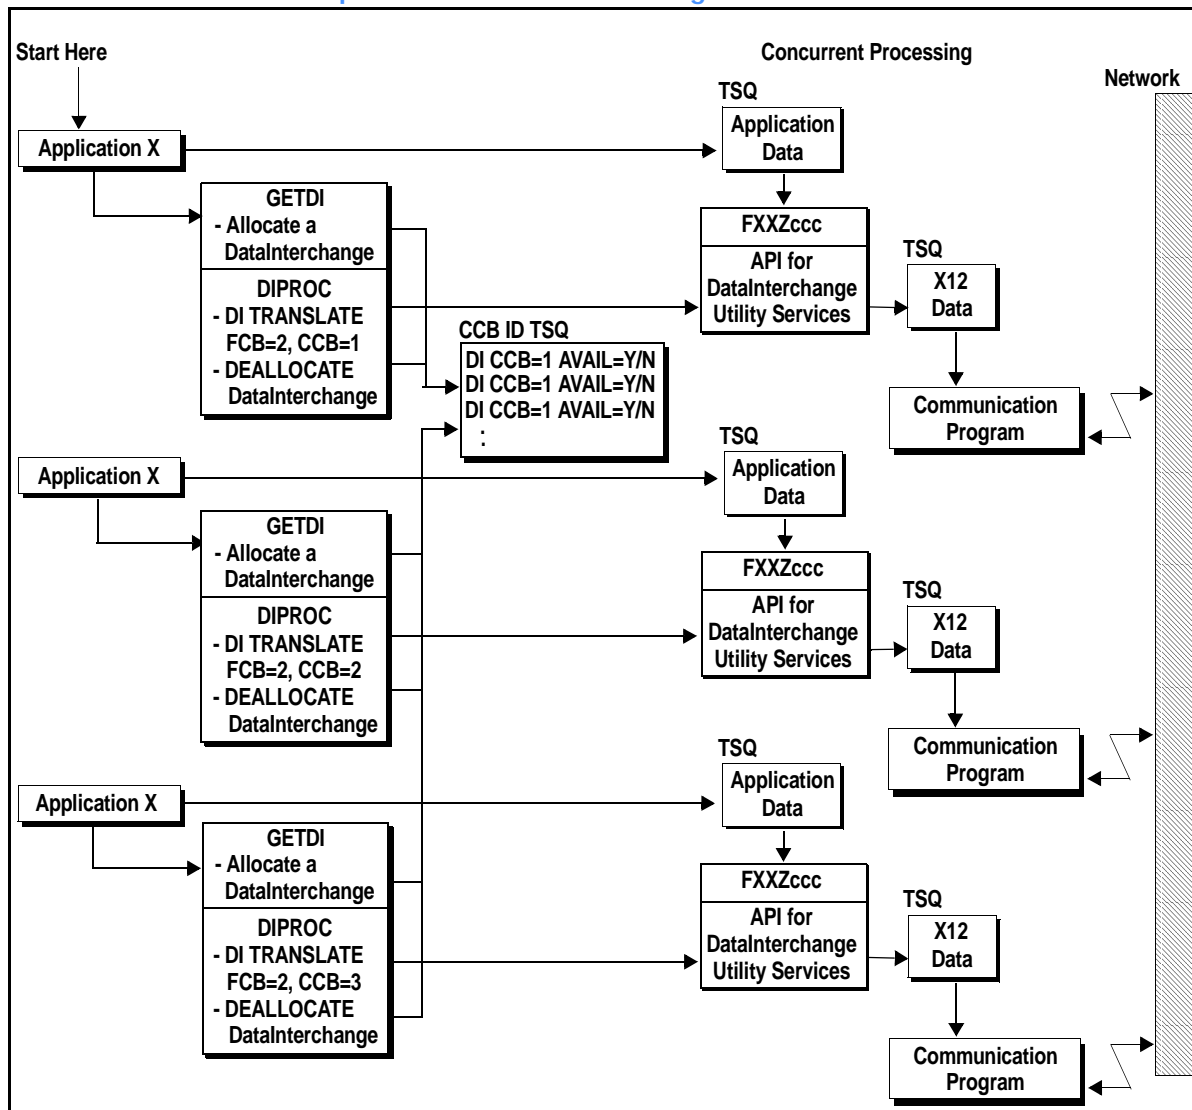 Start Here
Concurrent Processing
Network
TSQ
Application X
Application
Data
GETDI
- Allocate a
DataInterchange
FXXZccc
TSQ
API for
DataInterchange
Utility Services
X12
Data
DIPROC
- DI TRANSLATE
FCB=2, CCB=1
- DEALLOCATE
DataInterchange
CCB ID TSQ
DI CCB=1 AVAIL=Y/N
DI CCB=1 AVAIL=Y/N
DI CCB=1 AVAIL=Y/N
:
Communication
Program
TSQ
Application X
Application
Data
GETDI
- Allocate a
DataInterchange
FXXZccc
TSQ
API for
DataInterchange
Utility Services
X12
Data
DIPROC
- DI TRANSLATE
FCB=2, CCB=2
- DEALLOCATE
DataInterchange
Communication
Program
TSQ
Application X
Application
Data
GETDI
- Allocate a
DataInterchange
FXXZccc
TSQ
API for
DataInterchange
Utility Services
X12
Data
DIPROC
- DI TRANSLATE
FCB=2, CCB=3
- DEALLOCATE
DataInterchange
Communication
Program